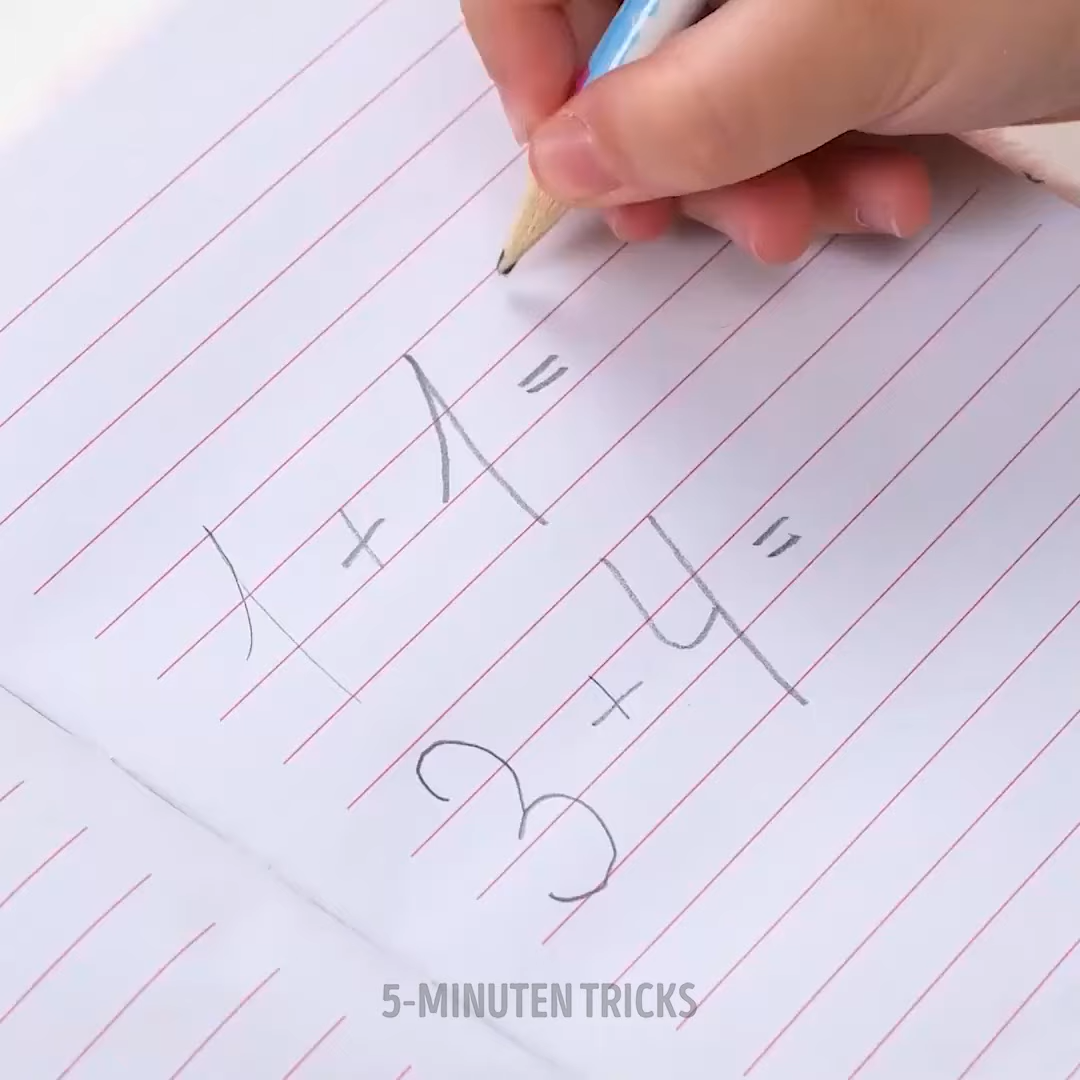 1 + 1 =
3 + 4 =
5-MINUTEN TRICKS